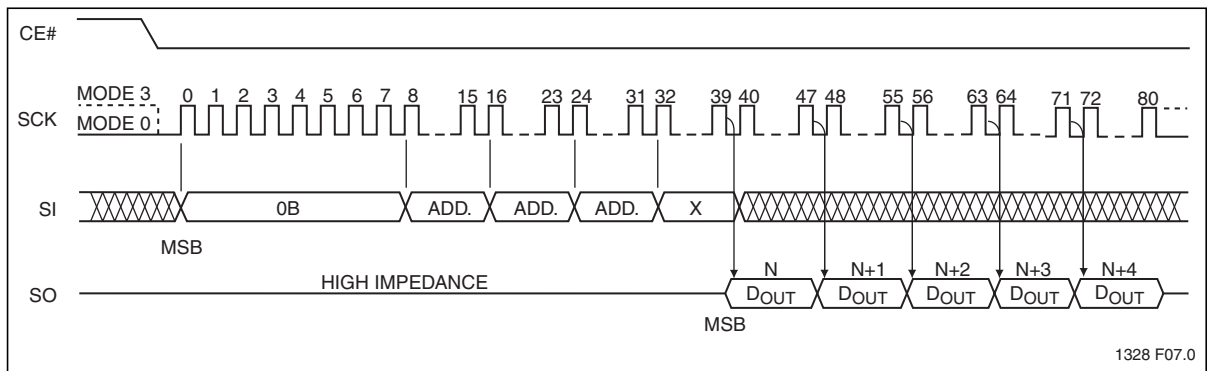 CE#
MODE 3
0 1 2 3 4 5 6 7 8 15 16 23 24 31 32 39 40 47 48 55 56 63 64 71 72 80
SCK
MODE 0
SI
0B ADD. ADD. ADD. X
MSB
N N+1 N+2 N+3 N+4
HIGH IMPEDANCE
SO
DOUT DOUT DOUT DOUT DOUT
MSB
1328 F07.0